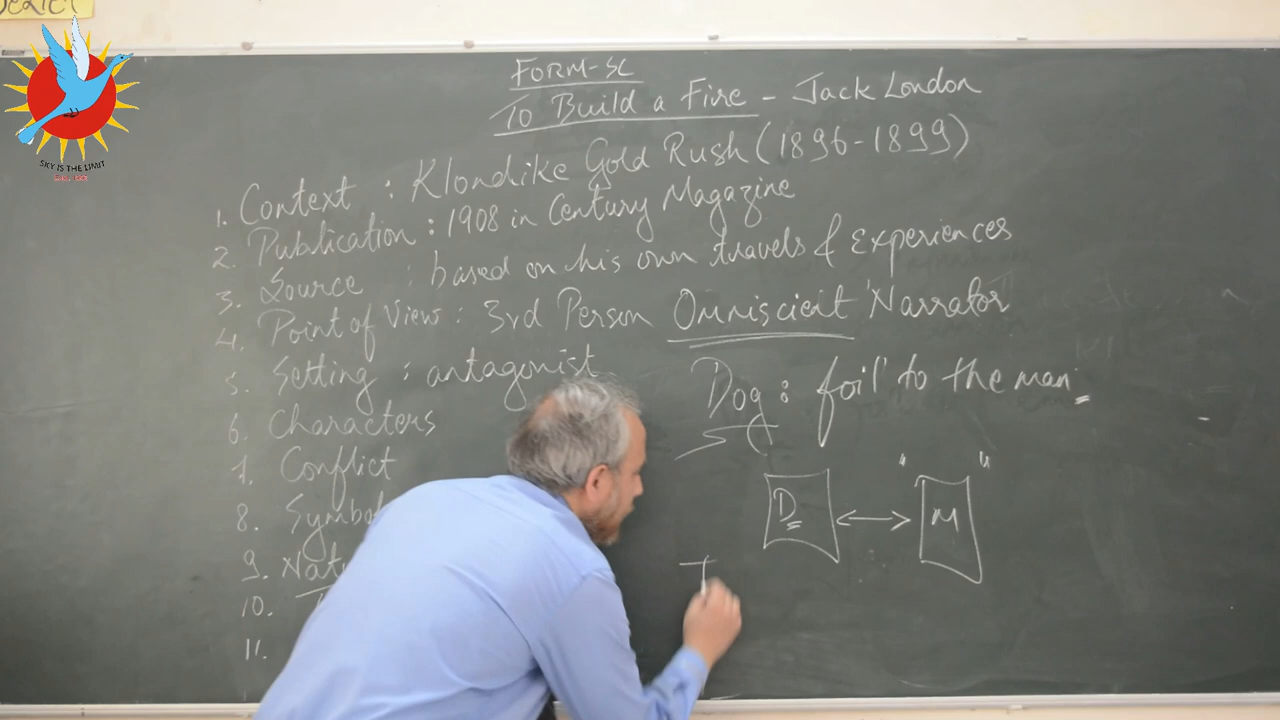 SKY IS THE LIMIT
FORM-SC
To Build a Fire - Jack London
1. Context : Klondike Gold Rush (1896-1899)
2. Publication : 1908 in Century Magazine
3. Source : based on his own travels & experiences
4. Point of View : 3rd Person Omniscient Narrator
5. Setting : antagonist
Dog : foil to the man
6. Characters
7. Conflict
" "
8. Symbol
D ↔ M
9. Nat
10.
11.